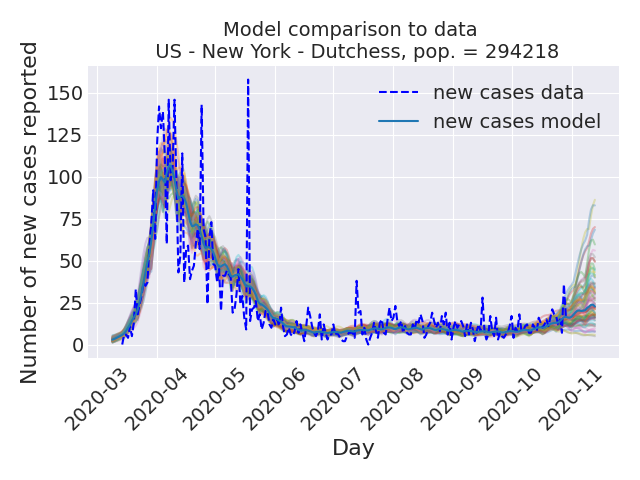 Model comparison to data
US - New York - Dutchess, pop. = 294218
Number of new cases reported
150
125
100
75
50
25
0
new cases data
new cases model
2020-03
2020-04
2020-05
2020-06
2020-07
2020-08
2020-09
2020-10
2020-11
Day